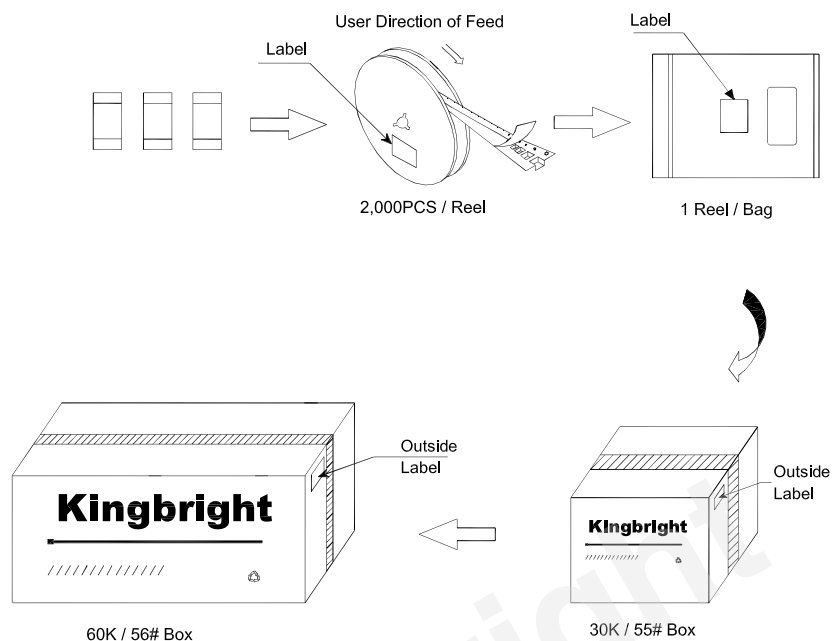 User Direction of Feed
Label
Label
2,000PCS / Reel
1 Reel / Bag
Outside
Label
Kingbright
60K / 56# Box
Outside
Label
Kingbright
30K / 55# Box
right